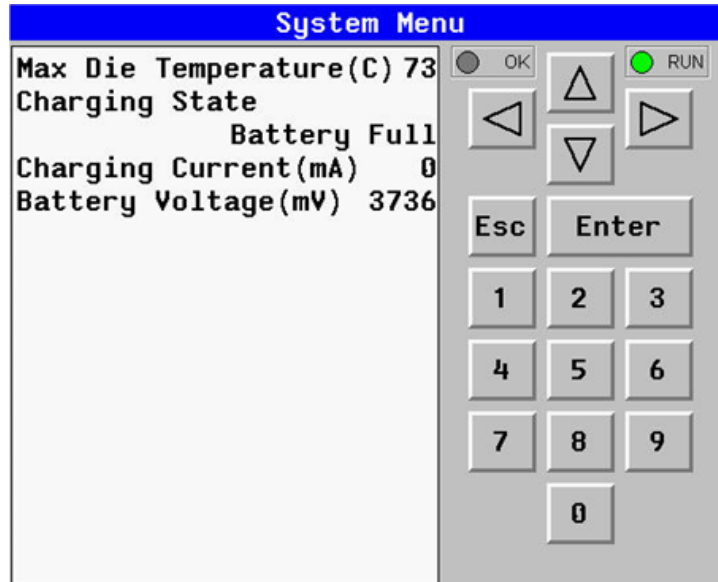 System Menu
Max Die Temperature(C) 73
Charging State
Battery Full
Charging Current(mA) 0
Battery Voltage(mV) 3736
OK
RUN
Esc
Enter
1 2 3
4 5 6
7 8 9
0